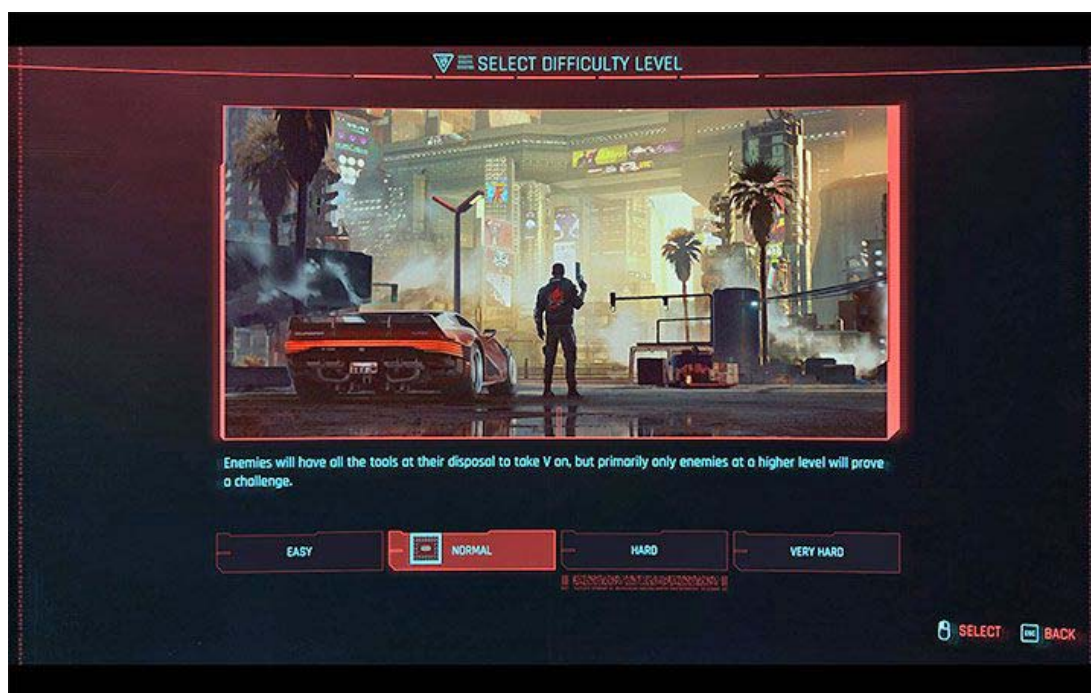 SELECT DIFFICULTY LEVEL
Enemies will have all the tools at their disposal to take V on, but primarily only enemies at a higher level will prove
a challenge.
EASY
NORMAL
HARD
VERY HARD
SELECT
ESC BACK